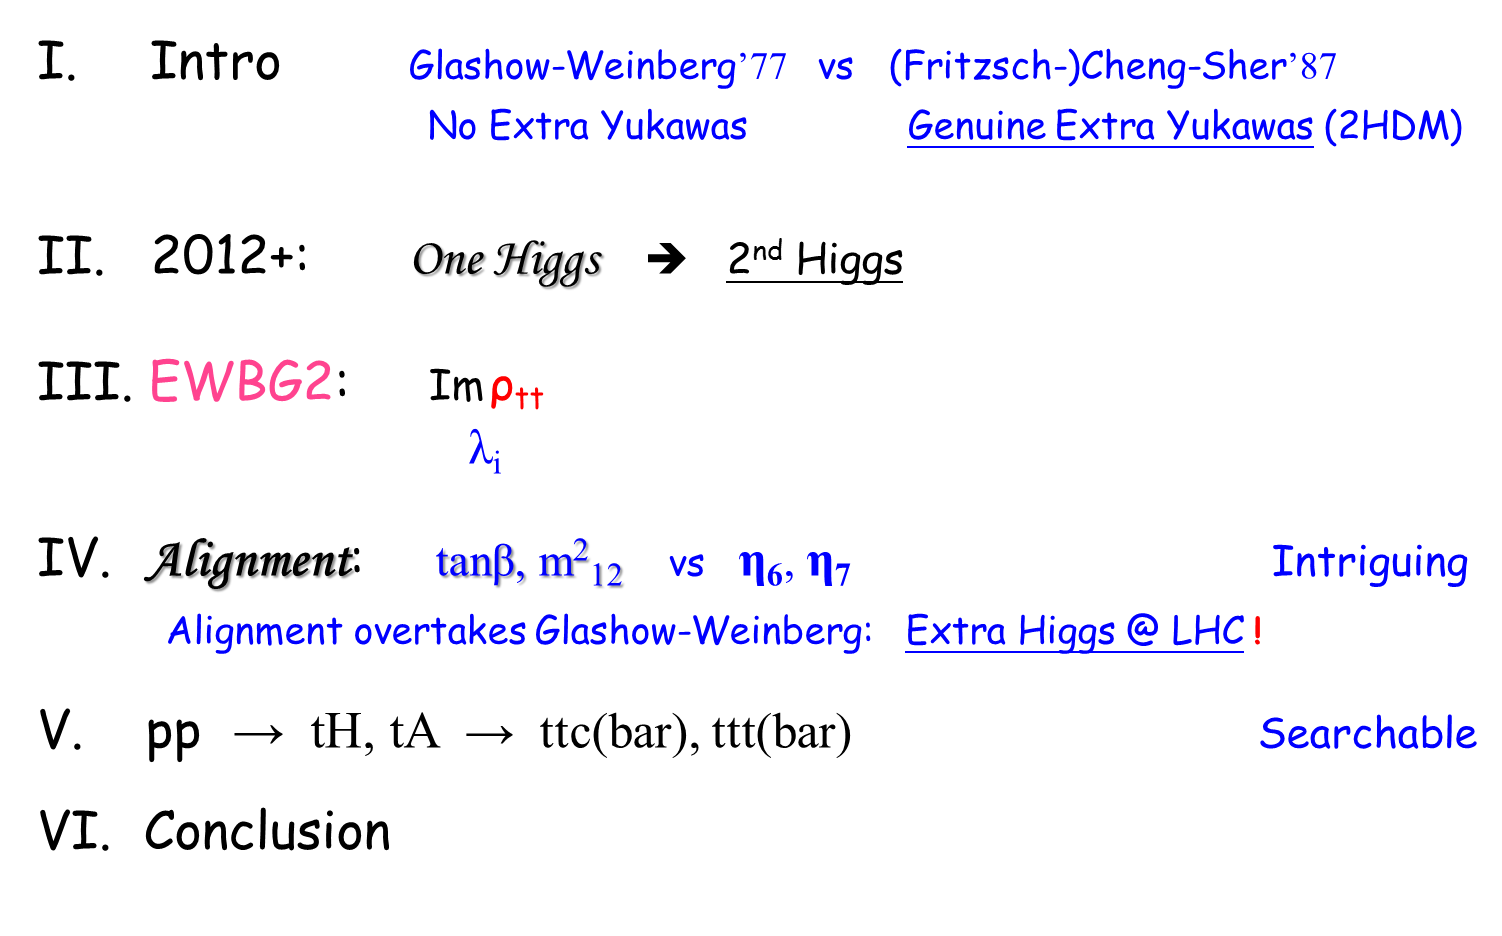 I. Intro Glashow-Weinberg’77 vs (Fritzsch-)Cheng-Sher’87
No Extra Yukawas Genuine Extra Yukawas (2HDM)
II. 2012+: One Higgs ➔ 2nd Higgs
III. EWBG2: Im ρtt
λi
IV. Alignment: tanβ, m²12 vs η6, η7 Intriguing
Alignment overtakes Glashow-Weinberg: Extra Higgs @ LHC !
V. pp → tH, tA → ttc(bar), ttt(bar) Searchable
VI. Conclusion